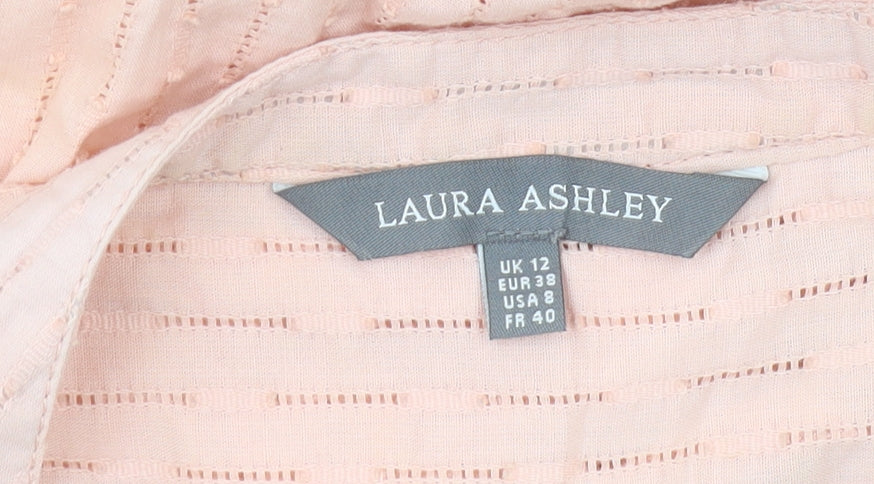 LAURA ASHLEY
UK 12
EUR 38
USA 8
FR 40